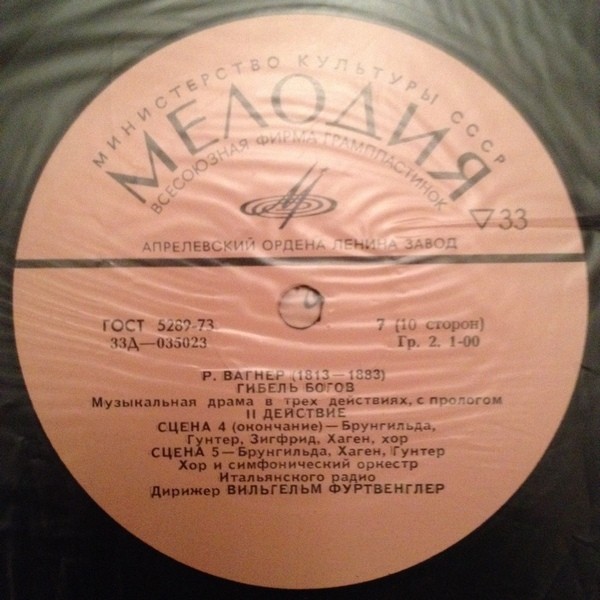 МИНИСТЕРСТВО КУЛЬТУРЫ СССР
МЕЛОДИЯ
ВСЕСОЮЗНАЯ ФИРМА ГРАМПЛАСТИНОК
33
АПРЕЛЕВСКИЙ ОРДЕНА ЛЕНИНА ЗАВОД
ГОСТ 5289-73
7 (10 сторон)
33Д—035023
Гр. 2. 1-00
Р. ВАГНЕР (1813—1883)
ГИБЕЛЬ БОГОВ
Музыкальная драма в трех действиях, с прологом
II ДЕЙСТВИЕ
СЦЕНА 4 (окончание)—Брунгильда,
Гунтер, Зигфрид, Хаген, хор
СЦЕНА 5—Брунгильда, Хаген, Гунтер
Хор и симфонический оркестр
Итальянского радио
Дирижер ВИЛЬГЕЛЬМ ФУРТВЕНГЛЕР